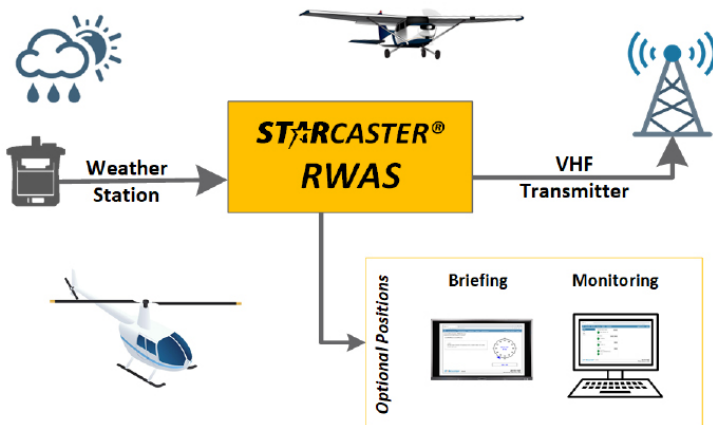 STARCASTER®
RWAS
Weather
Station
VHF
Transmitter
Optional Positions
Briefing
Monitoring